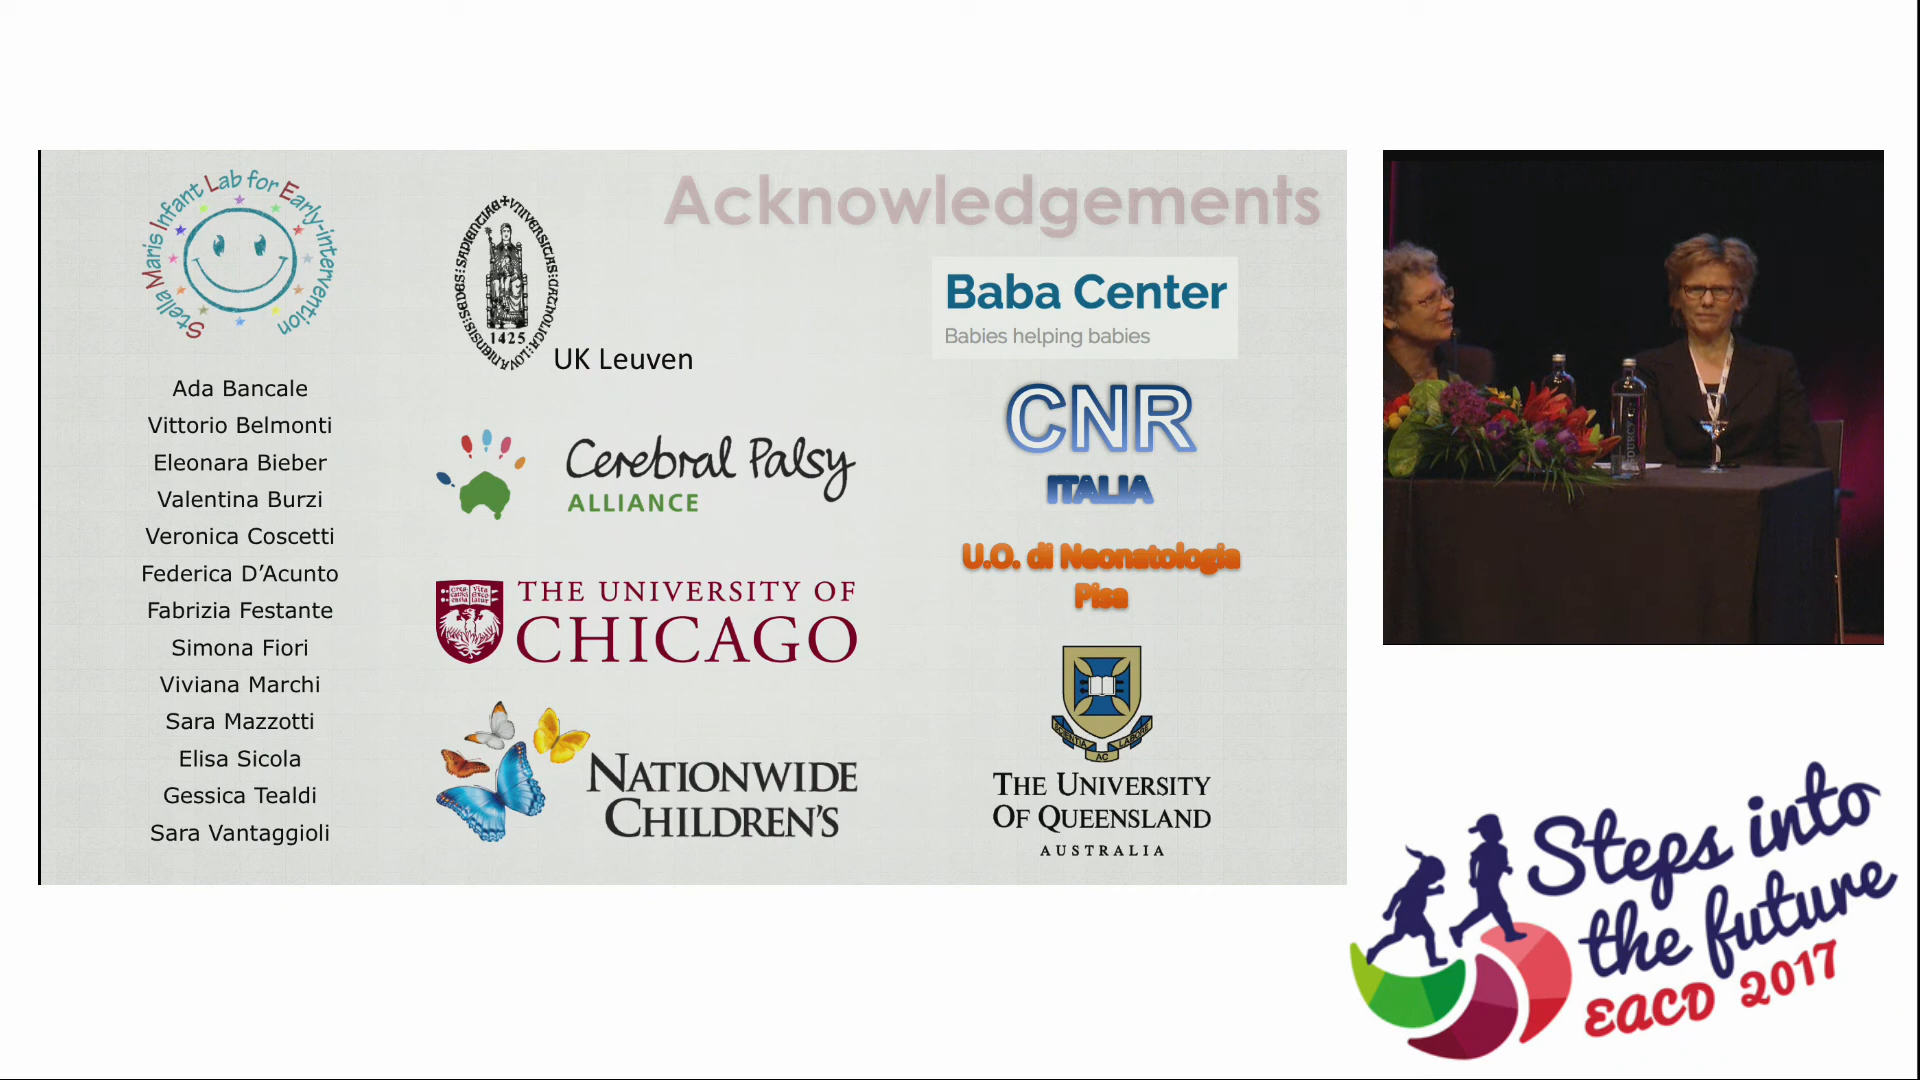 Acknowledgements
Stella Maris Infant Lab for Early-intervention
Ada Bancale
Vittorio Belmonti
Eleonara Bieber
Valentina Burzi
Veronica Coscetti
Federica D’Acunto
Fabrizia Festante
Simona Fiori
Viviana Marchi
Sara Mazzotti
Elisa Sicola
Gessica Tealdi
Sara Vantaggioli
1425
UK Leuven
Cerebral Palsy
ALLIANCE
THE UNIVERSITY OF
CHICAGO
NATIONWIDE
CHILDREN'S
Baba Center
Babies helping babies
CNR
ITALIA
U.O. di Neonatologia
Pisa
SCIENTIA AC LABORE
THE UNIVERSITY
OF QUEENSLAND
AUSTRALIA
Steps into
the future
EACD 2017